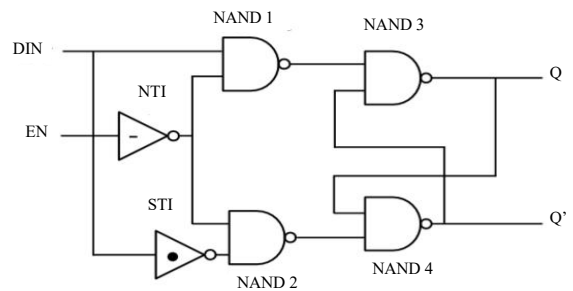 NAND 1
NAND 3
DIN
NTI
Q
EN
STI
Q’
NAND 2
NAND 4